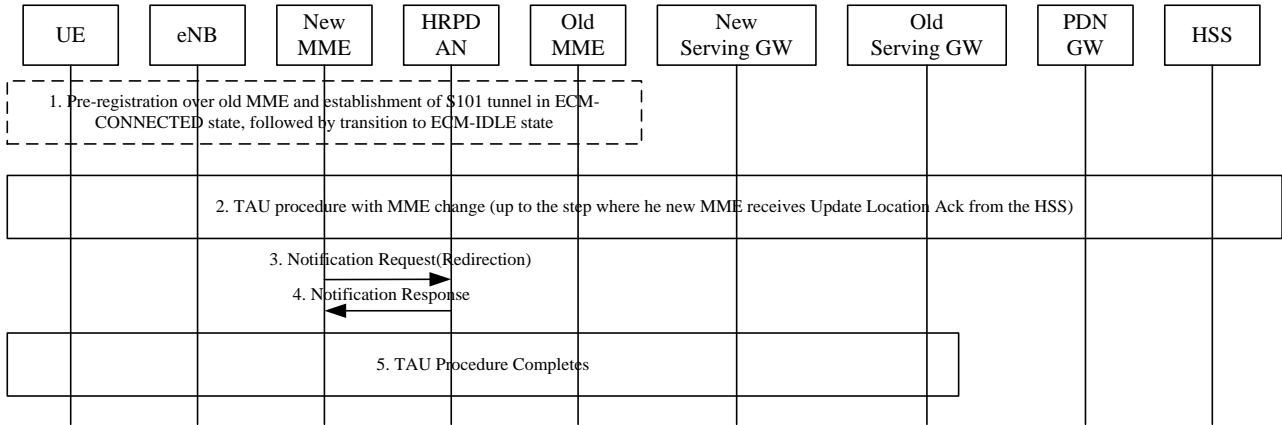 UE
eNB
New
MME
HRPD
AN
Old
MME
New
Serving GW
Old
Serving GW
PDN
GW
HSS
1. Pre-registration over old MME and establishment of S101 tunnel in ECM-
CONNECTED state, followed by transition to ECM-IDLE state
2. TAU procedure with MME change (up to the step where he new MME receives Update Location Ack from the HSS)
3. Notification Request(Redirection)
4. Notification Response
5. TAU Procedure Completes